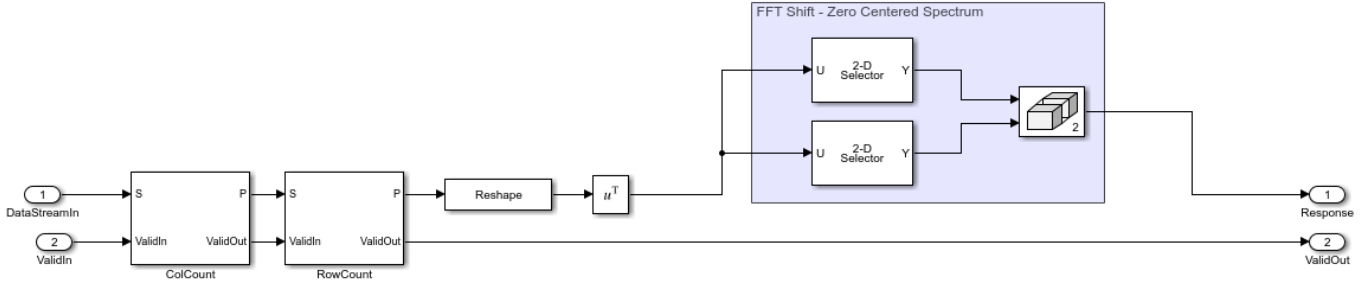 FFT Shift - Zero Centered Spectrum
U
2-D
Selector
Y
2
U
2-D
Selector
Y
1
DataStreamIn
2
ValidIn
S
P
ValidIn
ValidOut
ColCount
S
P
ValidIn
ValidOut
RowCount
Reshape
uT
1
Response
2
ValidOut